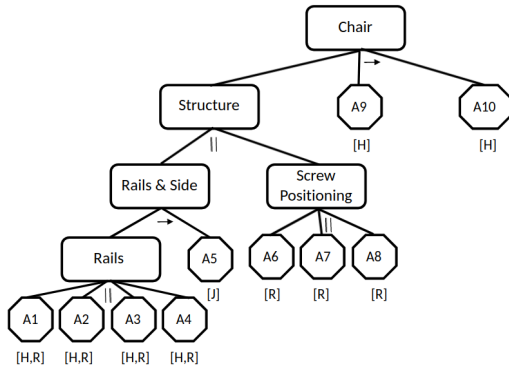 Chair
→
Structure
A9
A10
[H]
[H]
||
Rails & Side
Screw
Positioning
→
||
Rails
A5
A6
A7
A8
[J]
[R]
[R]
[R]
||
A1
A2
A3
A4
[H,R]
[H,R]
[H,R]
[H,R]